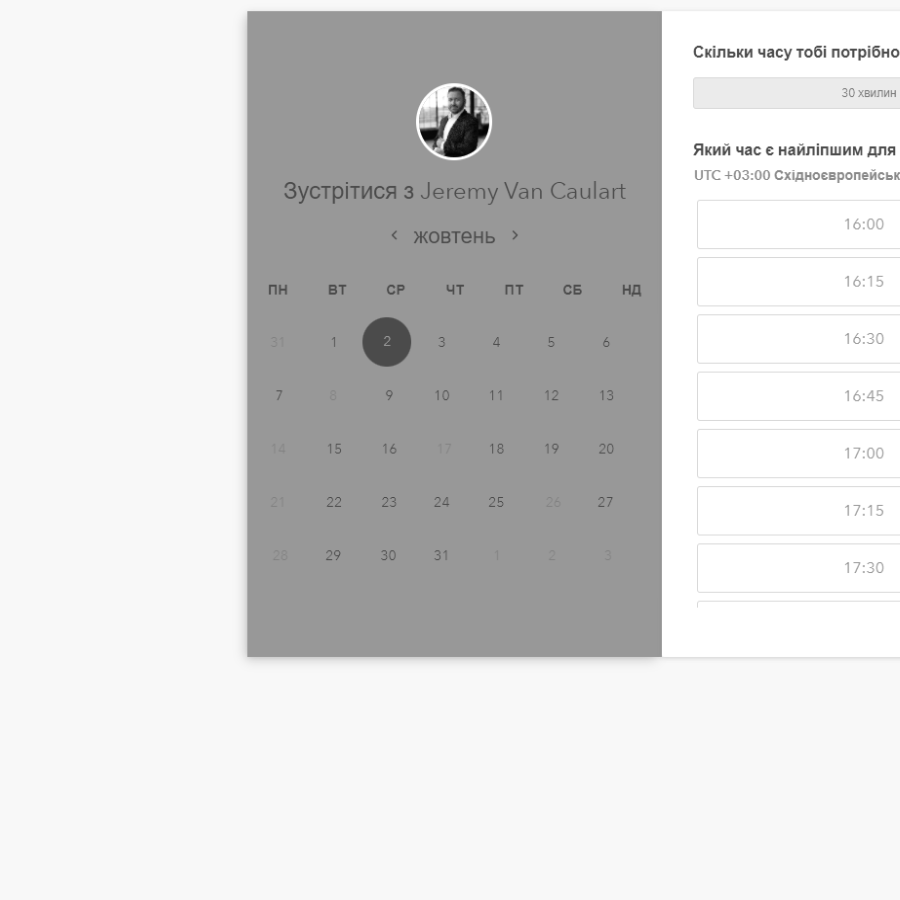 Зустрітися з Jeremy Van Caulart
жовтень
ПН ВТ СР ЧТ ПТ СБ НД
31 1 2 3 4 5 6
7 8 9 10 11 12 13
14 15 16 17 18 19 20
21 22 23 24 25 26 27
28 29 30 31 1 2 3
Скільки часу тобі потрібно
30 хвилин
Який час є найліпшим для
UTC +03:00 Східноєвропейськ
16:00
16:15
16:30
16:45
17:00
17:15
17:30